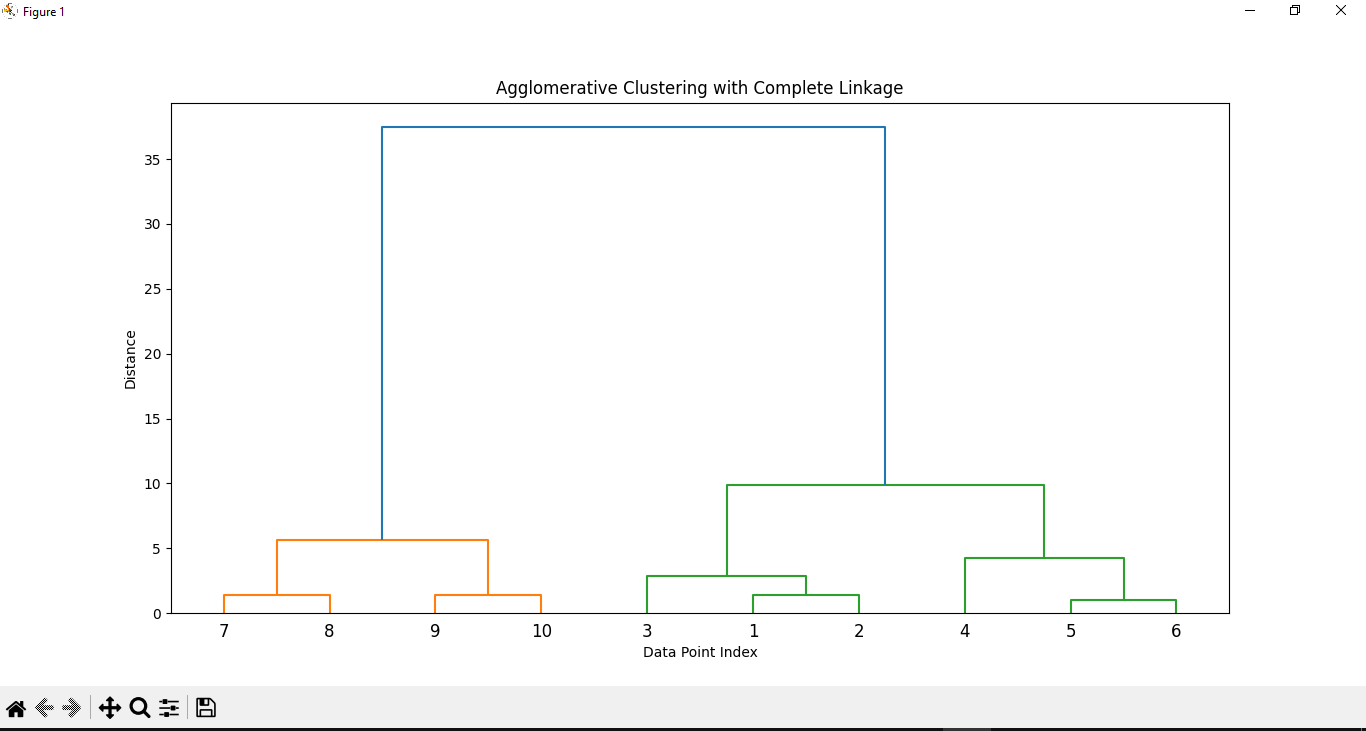 Figure 1
Agglomerative Clustering with Complete Linkage
35
30
25
20
15
10
5
0
Distance
7 8 9 10 3 1 2 4 5 6
Data Point Index